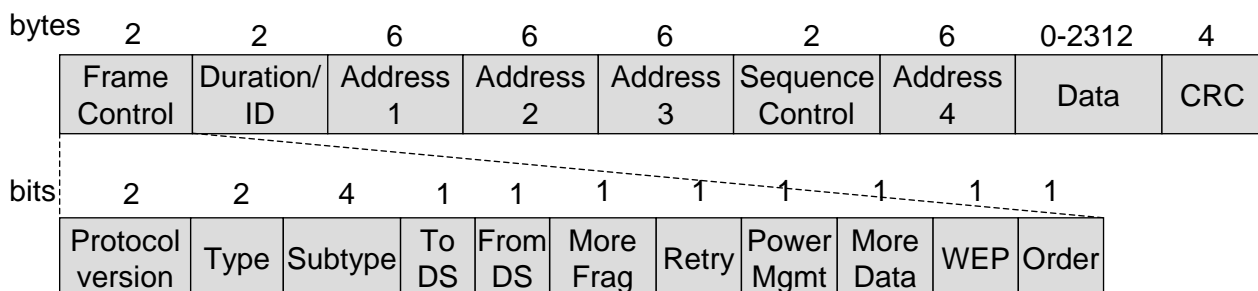 bytes 2 2 6 6 6 2 6 0-2312 4
Frame Duration/ Address Address Address Sequence Address Data CRC
Control ID 1 2 3 Control 4
bits 2 2 4 1 1 1 1 1 1 1 1
Protocol Type Subtype To From More Retry Power More WEP Order
version DS DS Frag Mgmt Data